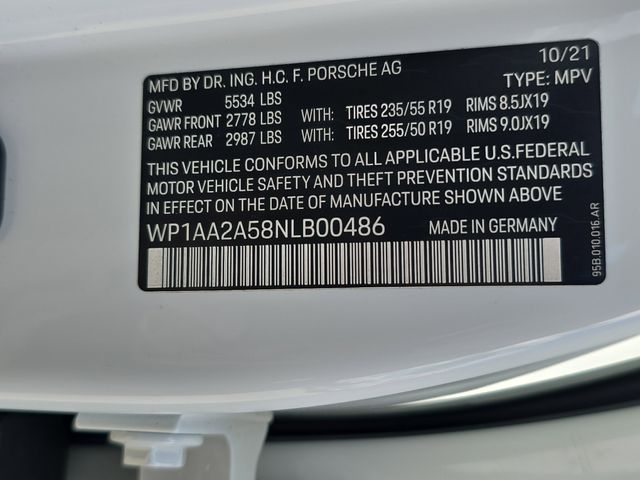 MFD BY DR. ING. H.C. F. PORSCHE AG 10/21
GVWR 5534 LBS TYPE: MPV
GAWR FRONT 2778 LBS WITH: TIRES 235/55 R19 RIMS 8.5JX19
GAWR REAR 2987 LBS WITH: TIRES 255/50 R19 RIMS 9.0JX19
THIS VEHICLE CONFORMS TO ALL APPLICABLE U.S.FEDERAL
MOTOR VEHICLE SAFETY AND THEFT PREVENTION STANDARDS
IN EFFECT ON THE DATE OF MANUFACTURE SHOWN ABOVE
WP1AA2A58NLB00486 MADE IN GERMANY
95B.010.016.AR